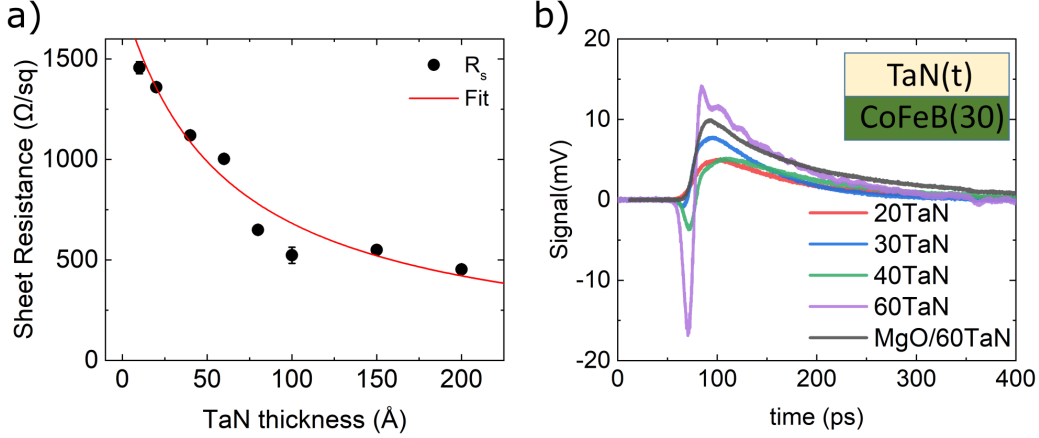 a)
1500
1000
500
0
Sheet Resistance (Ω/sq)
R_s
Fit
0 50 100 150 200
TaN thickness (Å)
b)
20
10
0
-10
-20
Signal(mV)
TaN(t)
CoFeB(30)
20TaN
30TaN
40TaN
60TaN
MgO/60TaN
0 100 200 300 400
time (ps)